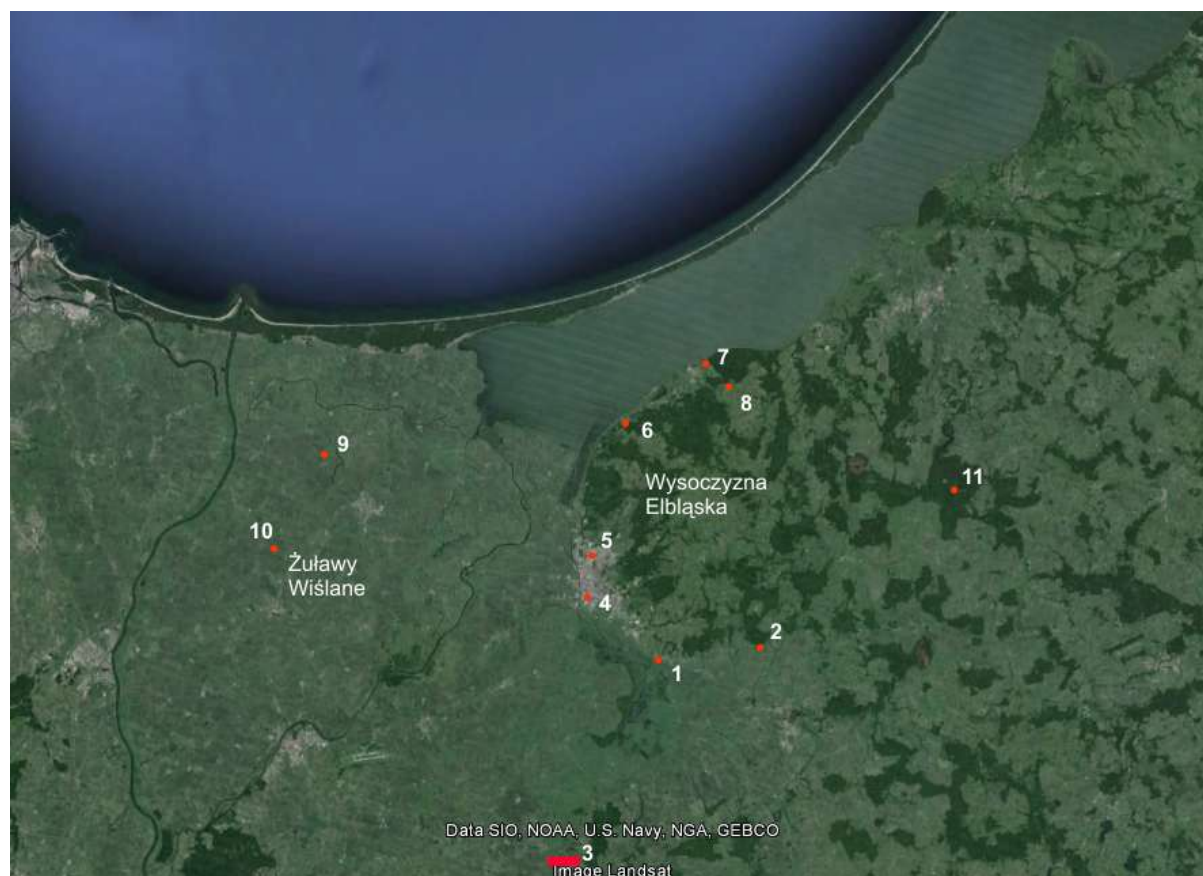 7
8
6
9
Wysoczyzna
Elbląska
11
10
5
Żuławy
Wiślane
4
2
1
Data SIO, NOAA, U.S. Navy, NGA, GEBCO
3
Image Landsat